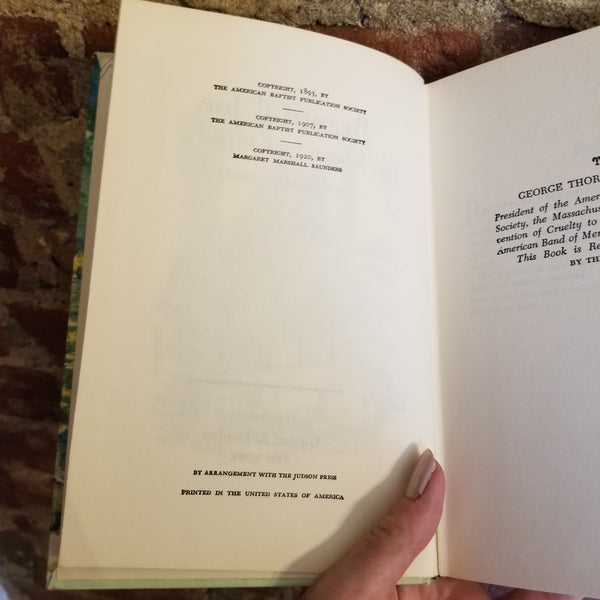 COPYRIGHT, 1893, BY
THE AMERICAN BAPTIST PUBLICATION SOCIETY
COPYRIGHT, 1907, BY
THE AMERICAN BAPTIST PUBLICATION SOCIETY
COPYRIGHT, 1920, BY
MARGARET MARSHALL SAUNDERS
BY ARRANGEMENT WITH THE JUDSON PRESS
PRINTED IN THE UNITED STATES OF AMERICA
T
GEORGE THOR
President of the Amer
Society, the Massachus
vention of Cruelty to
American Band of Mer
This Book is Re
BY TH